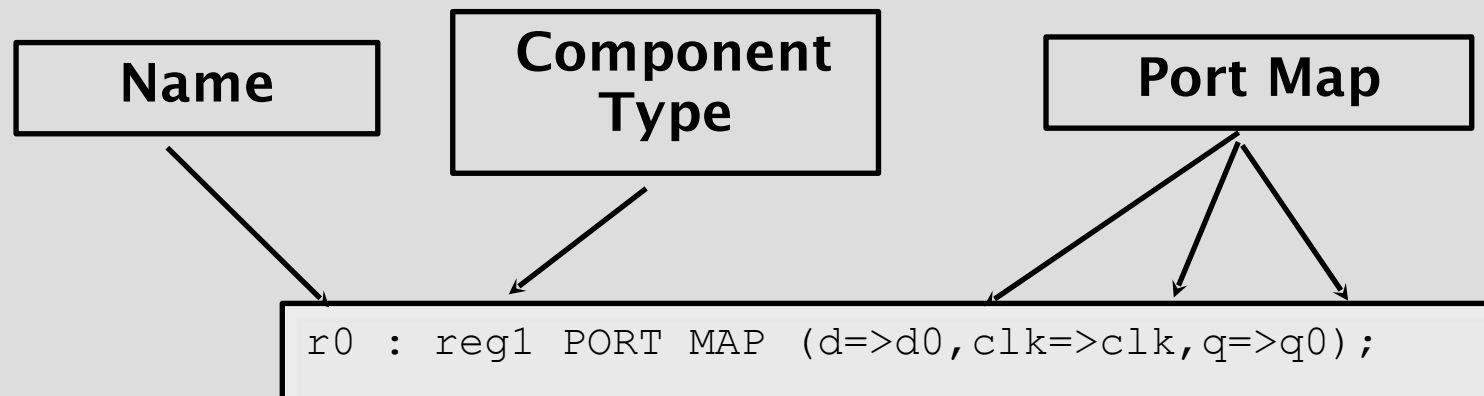 Name
Component
Type
Port Map
r0 : reg1 PORT MAP (d=>d0,clk=>clk,q=>q0);